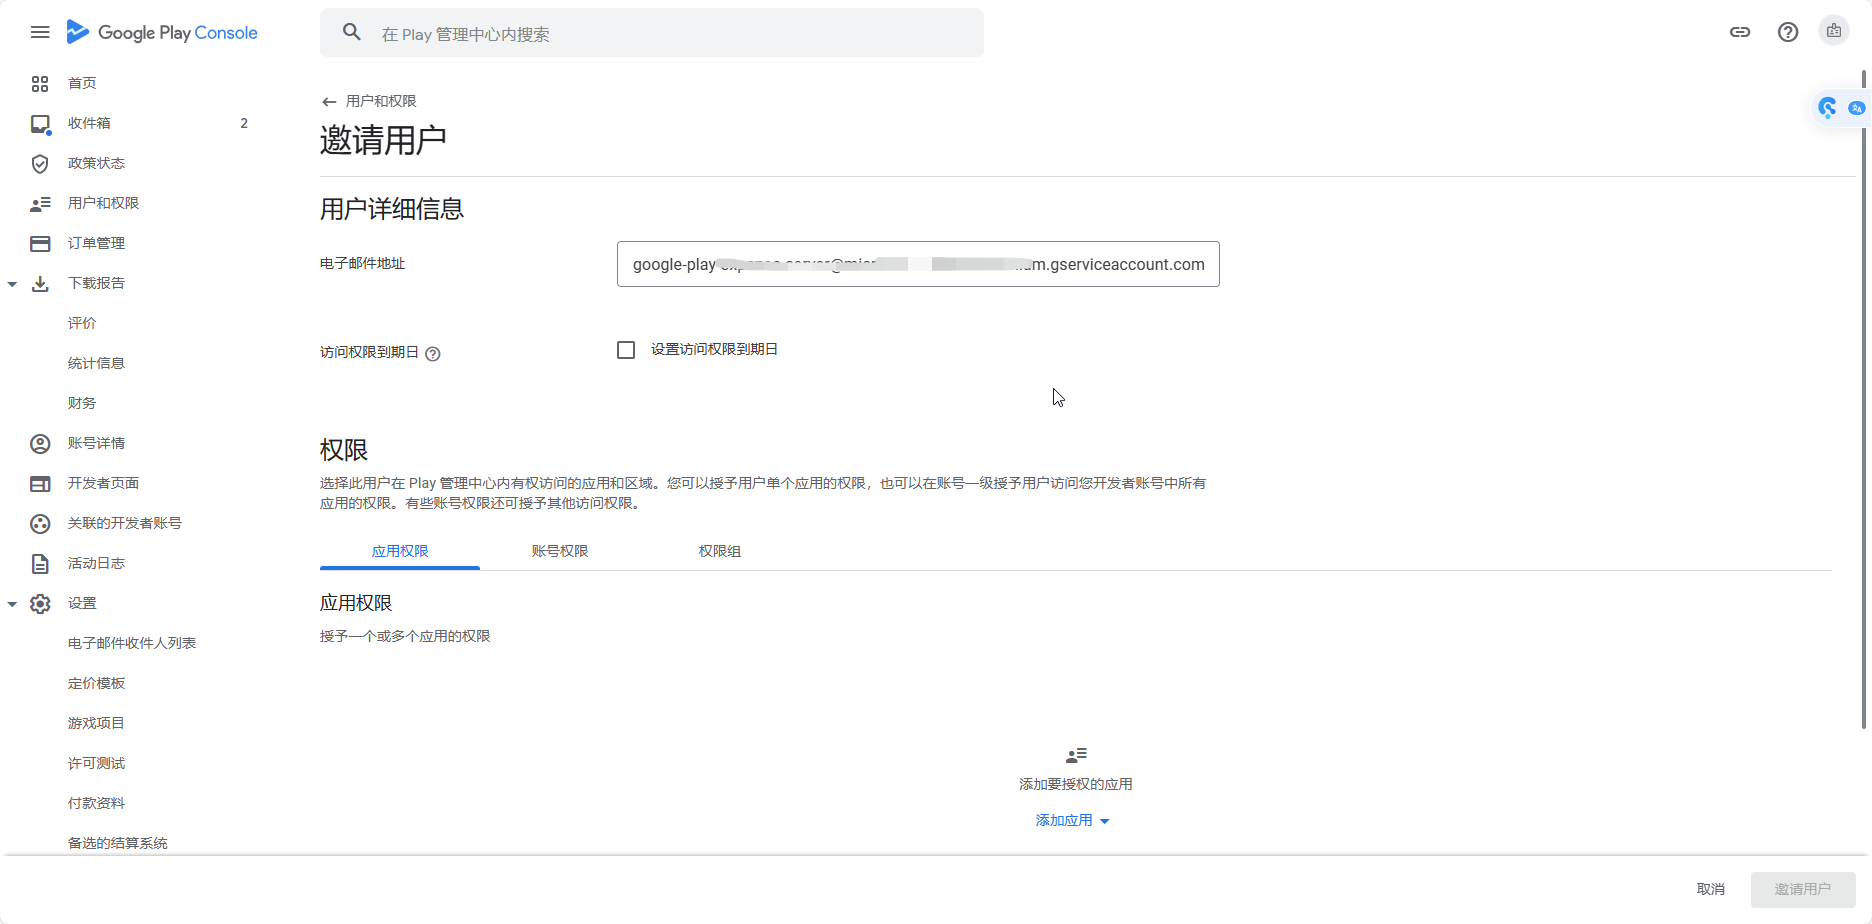 Google Play Console
在 Play 管理中心内搜索
首页
收件箱 2
政策状态
用户和权限
订单管理
下载报告
评价
统计信息
财务
账号详情
开发者页面
关联的开发者账号
活动日志
设置
电子邮件收件人列表
定价模板
游戏项目
许可测试
付款资料
备选的结算系统
用户和权限
邀请用户
用户详细信息
电子邮件地址
google-play m.gserviceaccount.com
访问权限到期日
设置访问权限到期日
权限
选择此用户在 Play 管理中心内有权访问的应用和区域。您可以授予用户单个应用的权限，也可以在账号一级授予用户访问您开发者账号中所有
应用的权限。有些账号权限还可授予其他访问权限。
应用权限 账号权限 权限组
应用权限
授予一个或多个应用的权限
添加要授权的应用
添加应用
取消 邀请用户